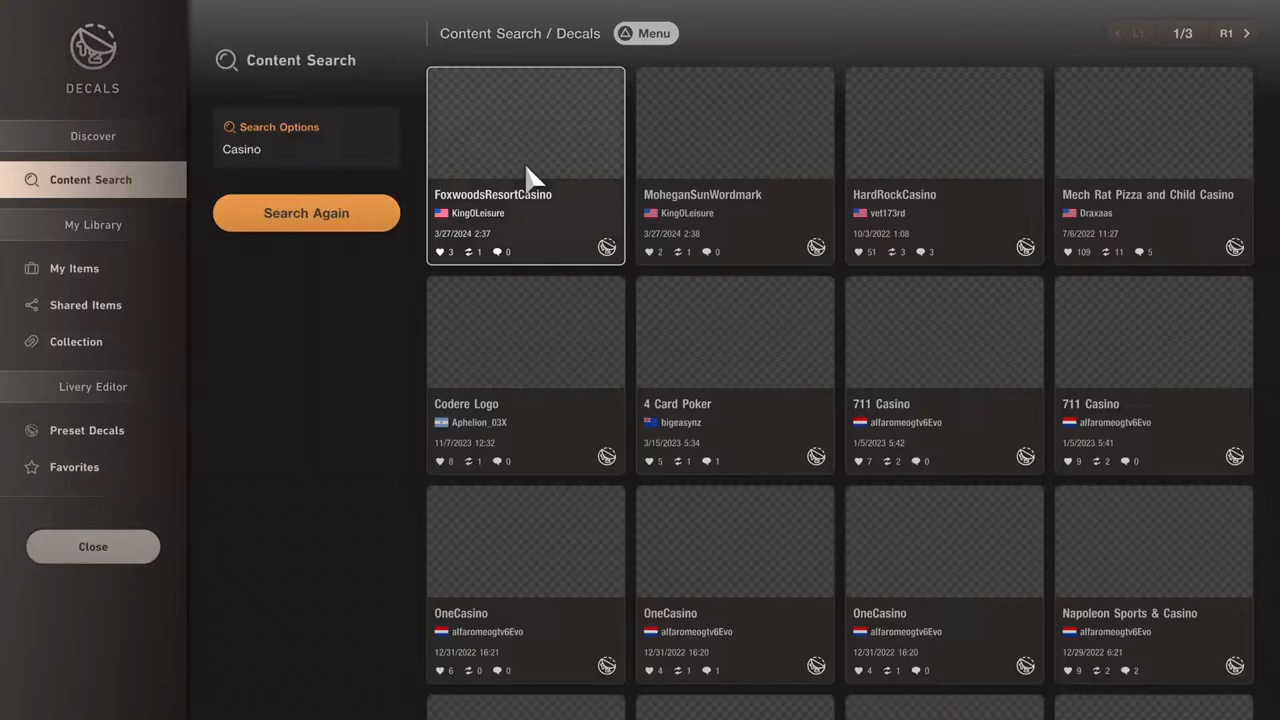 DECALS
Discover
Content Search
My Library
My Items
Shared Items
Collection
Livery Editor
Preset Decals
Favorites
Close
Content Search
Search Options
Casino
Search Again
Content Search / Decals
Menu
L1
1/3
R1
FoxwoodsResortCasino
KingOLeisure
3/27/2024 2:37
3 1 0
MoheganSunWordmark
KingOLeisure
3/27/2024 2:38
2 1 0
HardRockCasino
vet173rd
10/3/2022 1:08
51 3 3
Mech Rat Pizza and Child Casino
Draxaas
7/6/2022 11:27
109 11 5
Codere Logo
Aphelion_03X
11/7/2023 12:32
8 1 0
4 Card Poker
bigeasynz
3/15/2023 5:34
5 1 1
711 Casino
alfaromeogtv6Evo
1/5/2023 5:42
7 2 0
711 Casino
alfaromeogtv6Evo
1/5/2023 5:41
9 2 0
OneCasino
alfaromeogtv6Evo
12/31/2022 16:21
6 0 0
OneCasino
alfaromeogtv6Evo
12/31/2022 16:20
4 1 1
OneCasino
alfaromeogtv6Evo
12/31/2022 16:20
4 1 0
Napoleon Sports & Casino
alfaromeogtv6Evo
12/29/2022 6:21
9 2 2